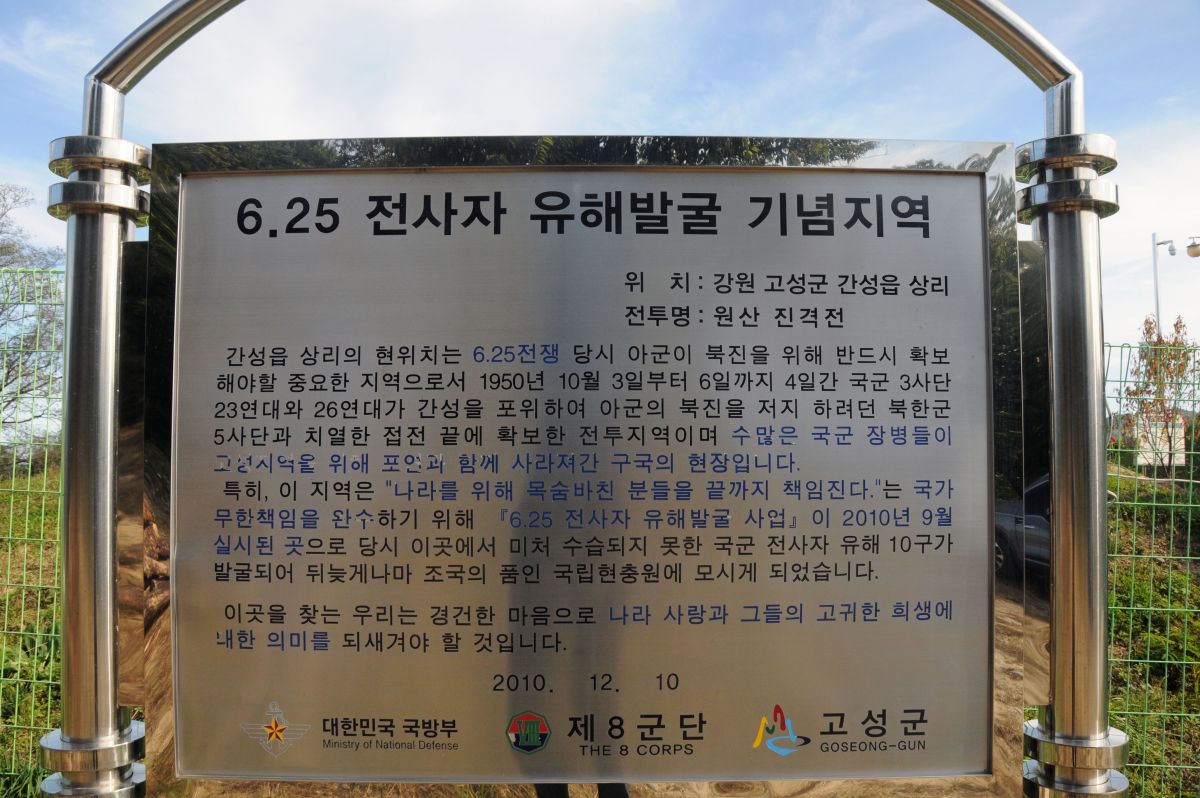 6.25 전사자 유해발굴 기념지역
위 치 : 강원 고성군 간성읍 상리
전투명 : 원산 진격전
간성읍 상리의 현위치는 6.25전쟁 당시 아군이 북진을 위해 반드시 확보
해야할 중요한 지역으로서 1950년 10월 3일부터 6일까지 4일간 국군 3사단
23연대와 26연대가 간성을 포위하여 아군의 북진을 저지 하려던 북한군
5사단과 치열한 접전 끝에 확보한 전투지역이며 수많은 국군 장병들이
고성지역을 위해 포연과 함께 사라져간 구국의 현장입니다.
특히, 이 지역은 "나라를 위해 목숨바친 분들을 끝까지 책임진다."는 국가
무한책임을 완수하기 위해 『6.25 전사자 유해발굴 사업』이 2010년 9월
실시된 곳으로 당시 이곳에서 미처 수습되지 못한 국군 전사자 유해 10구가
발굴되어 뒤늦게나마 조국의 품인 국립현충원에 모시게 되었습니다.
이곳을 찾는 우리는 경건한 마음으로 나라 사랑과 그들의 고귀한 희생에
대한 의미를 되새겨야 할 것입니다.
2010. 12. 10
대한민국 국방부
Ministry of National Defense
제8군단
THE 8 CORPS
고성군
GOSEONG-GUN